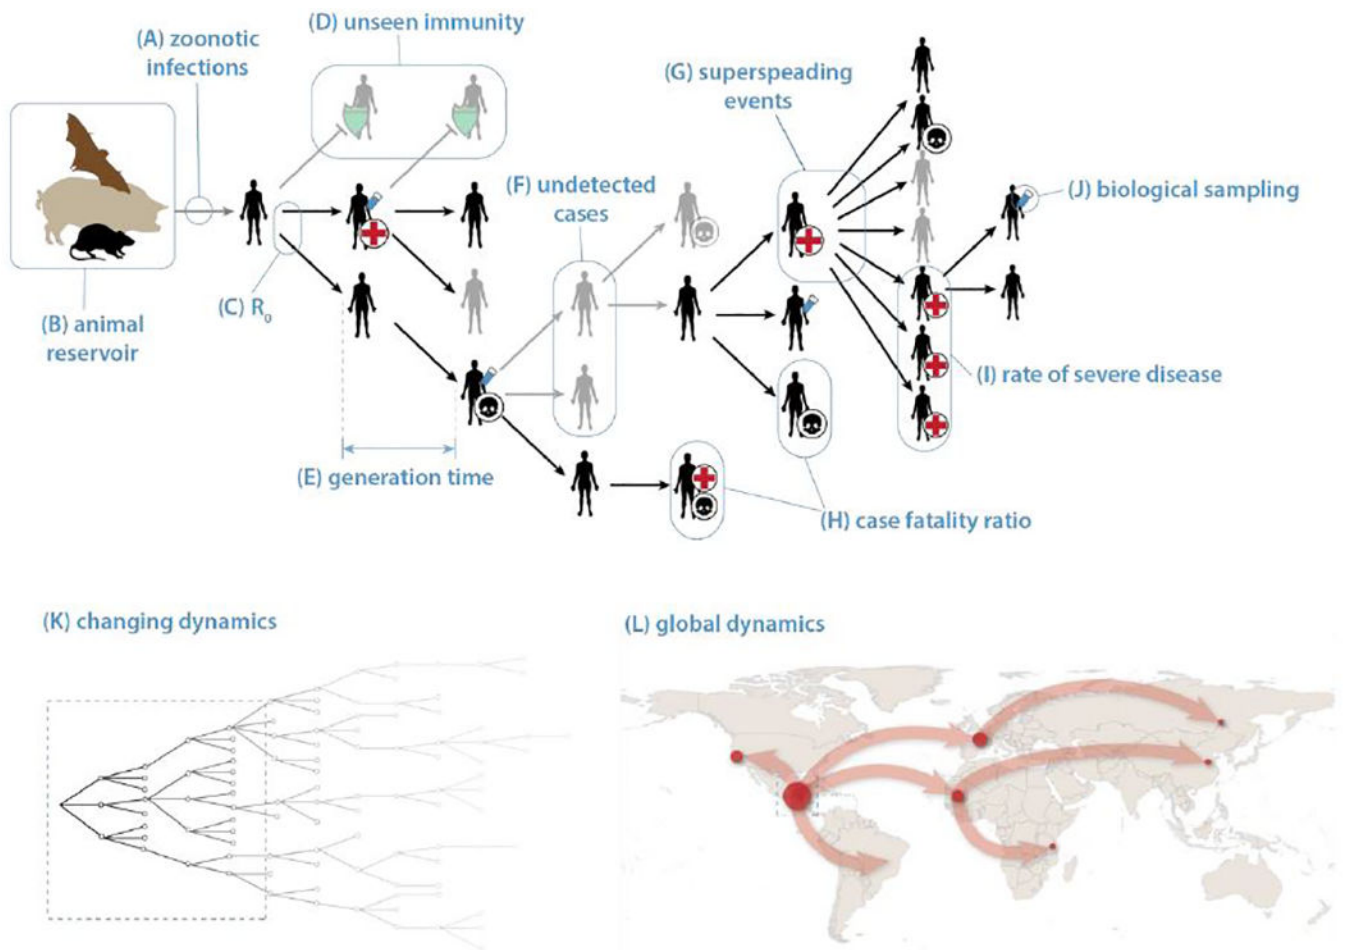 (D) unseen immunity
(A) zoonotic
infections
(G) superspeading
events
(F) undetected
cases
(J) biological sampling
(C) R0
(B) animal
reservoir
(I) rate of severe disease
(E) generation time
(H) case fatality ratio
(K) changing dynamics
(L) global dynamics